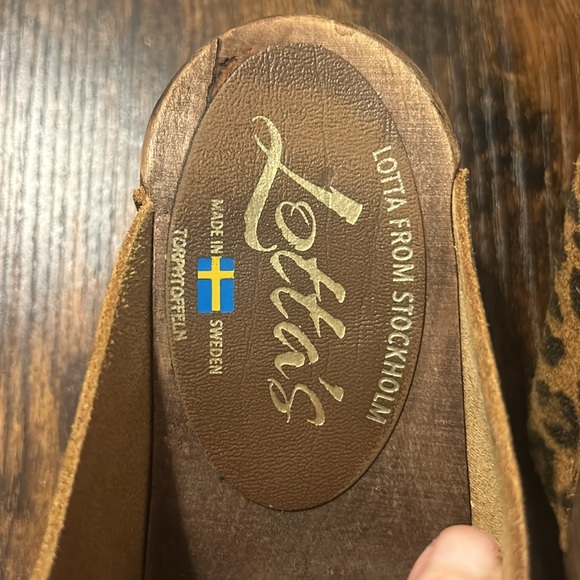 LOTTA FROM STOCKHOLM
Lotta's
MADE IN SWEDEN
TORPATOFFELN